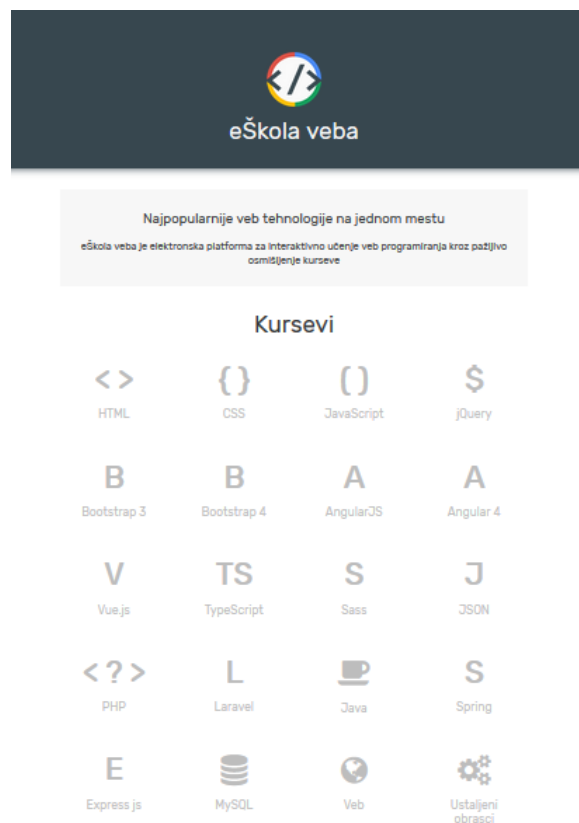 </>
eŠkola veba
Najpopularnije veb tehnologije na jednom mestu
eŠkola veba je elektronska platforma za interaktivno učenje veb programiranja kroz pažljivo
osmišljenje kurseve
Kursevi
< > { } ( ) $
HTML CSS JavaScript jQuery
B B A A
Bootstrap 3 Bootstrap 4 AngularJS Angular 4
V TS S J
Vue.js TypeScript Sass JSON
< ? > L S
PHP Laravel Java Spring
E
Express js MySQL Veb Ustaljeni
obrasci